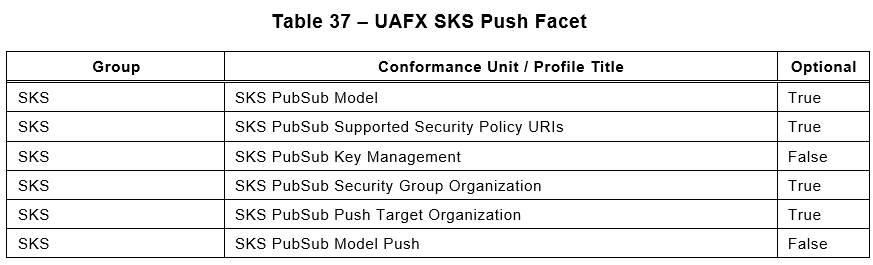 Table 37 – UAFX SKS Push Facet
Group Conformance Unit / Profile Title Optional
SKS SKS PubSub Model True
SKS SKS PubSub Supported Security Policy URIs True
SKS SKS PubSub Key Management False
SKS SKS PubSub Security Group Organization True
SKS SKS PubSub Push Target Organization True
SKS SKS PubSub Model Push False